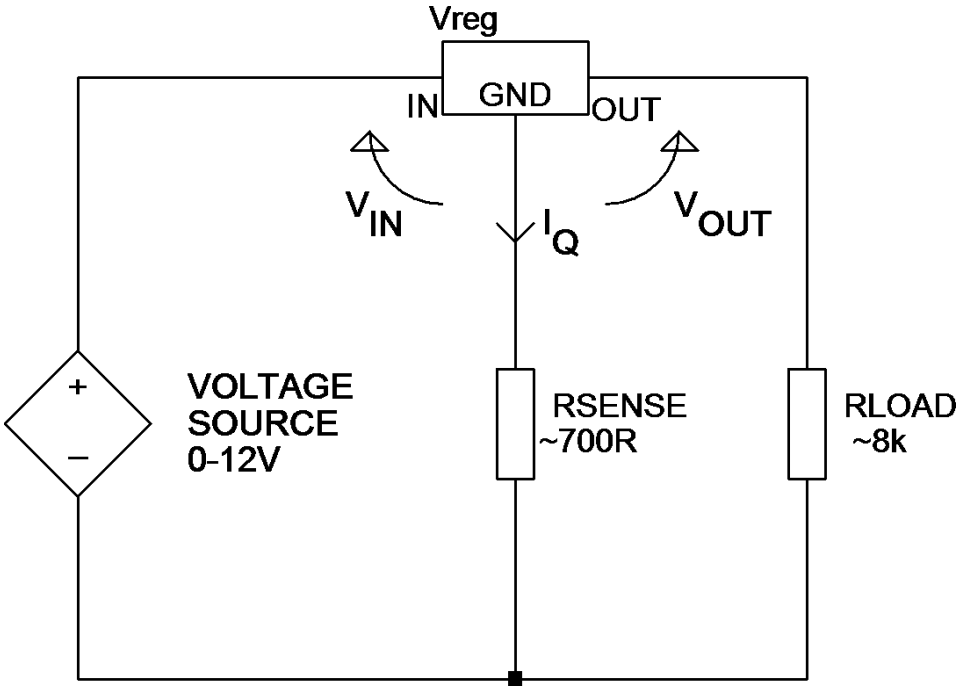 Vreg
IN
GND
OUT
VIN
IQ
VOUT
+
VOLTAGE
SOURCE
0-12V
−
RSENSE
~700R
RLOAD
~8k